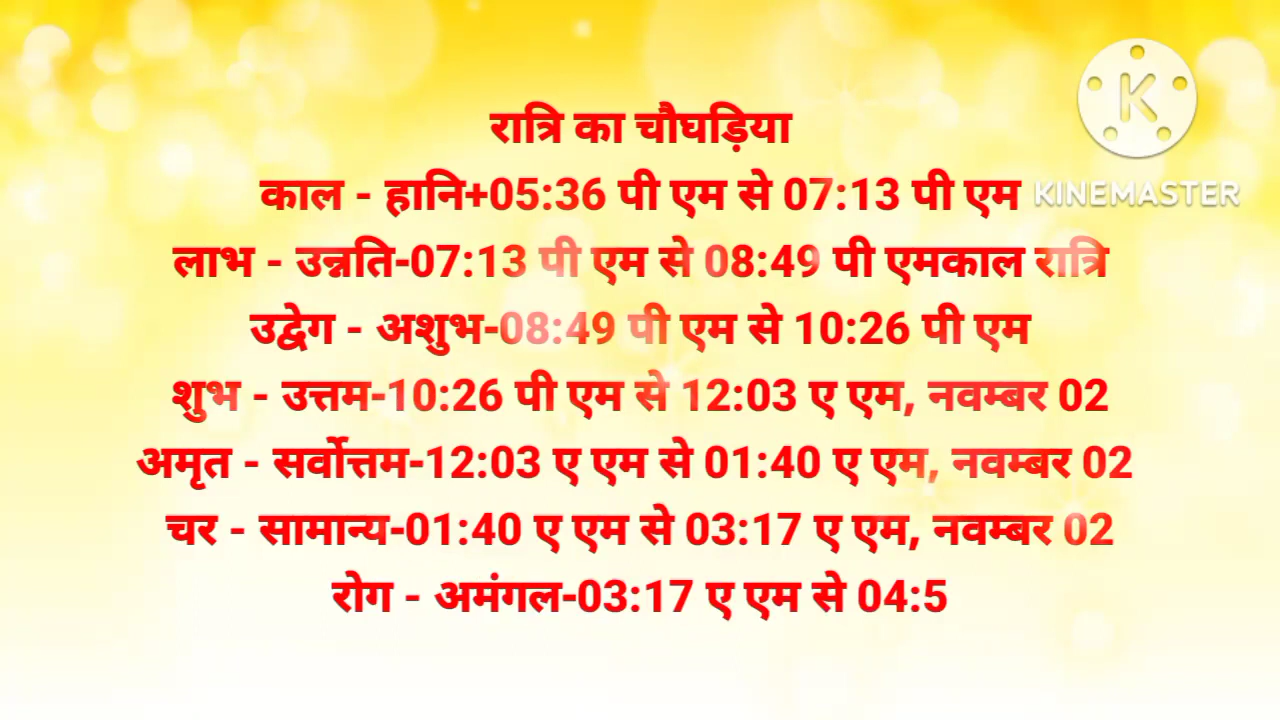 रात्रि का चौघड़िया
काल - हानि+05:36 पी एम से 07:13 पी एम
लाभ - उन्नति-07:13 पी एम से 08:49 पी एमकाल रात्रि
उद्वेग - अशुभ-08:49 पी एम से 10:26 पी एम
शुभ - उत्तम-10:26 पी एम से 12:03 ए एम, नवम्बर 02
अमृत - सर्वोत्तम-12:03 ए एम से 01:40 ए एम, नवम्बर 02
चर - सामान्य-01:40 ए एम से 03:17 ए एम, नवम्बर 02
रोग - अमंगल-03:17 ए एम से 04:5
K
KINEMASTER